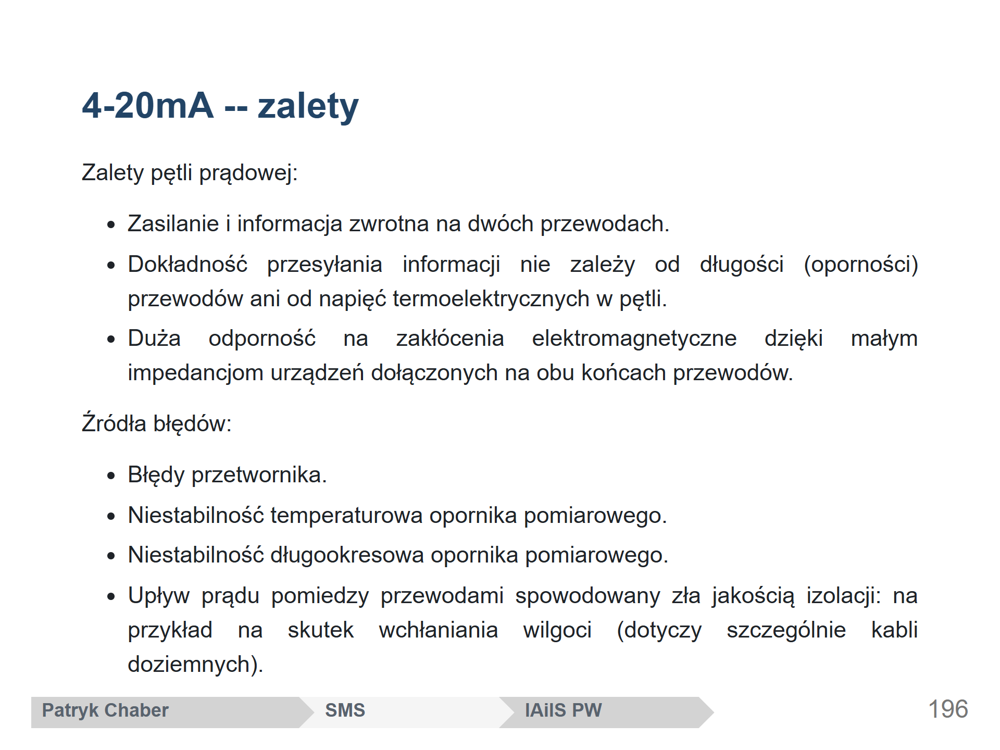 4-20mA -- zalety
Zalety pętli prądowej:
Zasilanie i informacja zwrotna na dwóch przewodach.
Dokładność przesyłania informacji nie zależy od długości (oporności)
przewodów ani od napięć termoelektrycznych w pętli.
Duża odporność na zakłócenia elektromagnetyczne dzięki małym
impedancjom urządzeń dołączonych na obu końcach przewodów.
Źródła błędów:
Błędy przetwornika.
Niestabilność temperaturowa opornika pomiarowego.
Niestabilność długookresowa opornika pomiarowego.
Upływ prądu pomiedzy przewodami spowodowany zła jakością izolacji: na
przykład na skutek wchłaniania wilgoci (dotyczy szczególnie kabli
doziemnych).
Patryk Chaber SMS IAiIS PW 196